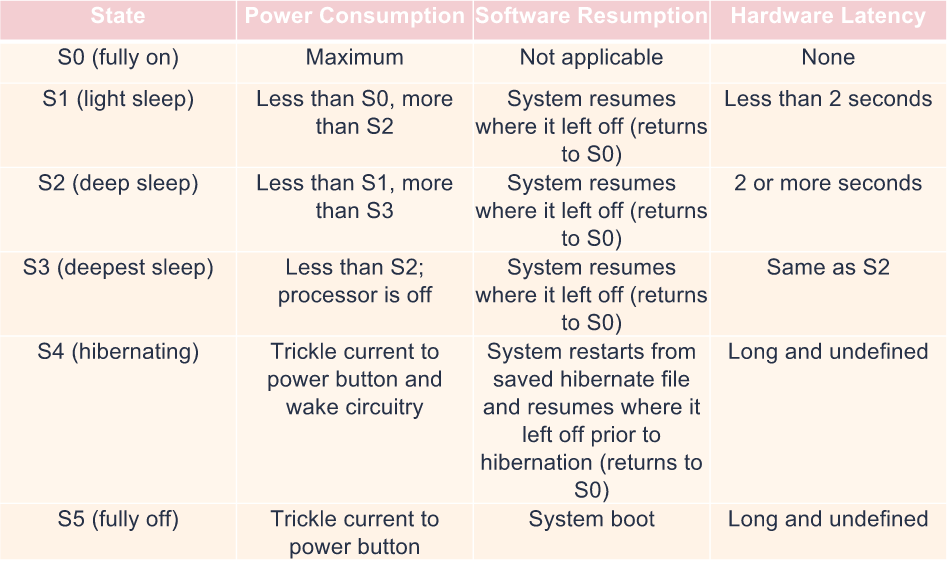 State Power Consumption Software Resumption Hardware Latency
S0 (fully on) Maximum Not applicable None
S1 (light sleep) Less than S0, more System resumes Less than 2 seconds
than S2 where it left off (returns
to S0)
S2 (deep sleep) Less than S1, more System resumes 2 or more seconds
than S3 where it left off (returns
to S0)
S3 (deepest sleep) Less than S2; System resumes Same as S2
processor is off where it left off (returns
to S0)
S4 (hibernating) Trickle current to System restarts from Long and undefined
power button and saved hibernate file
wake circuitry and resumes where it
left off prior to
hibernation (returns to
S0)
S5 (fully off) Trickle current to System boot Long and undefined
power button